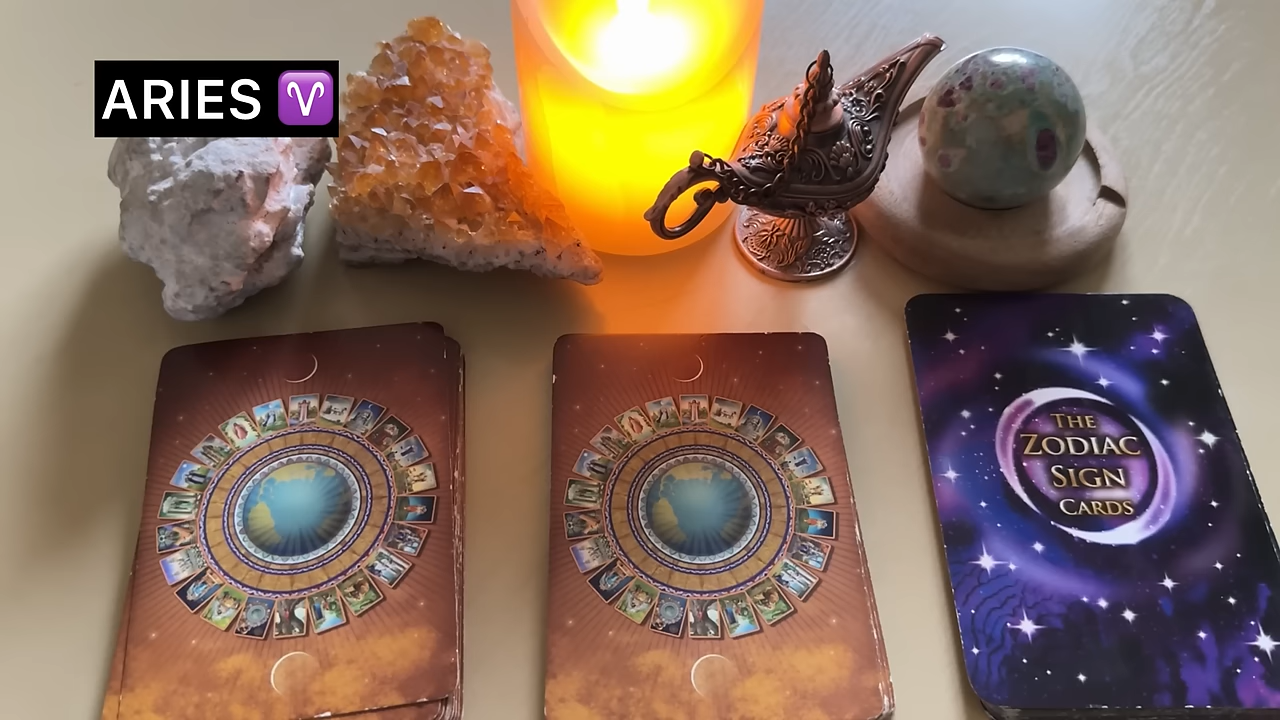 ARIES ♈
THE
ZODIAC
SIGN
CARDS